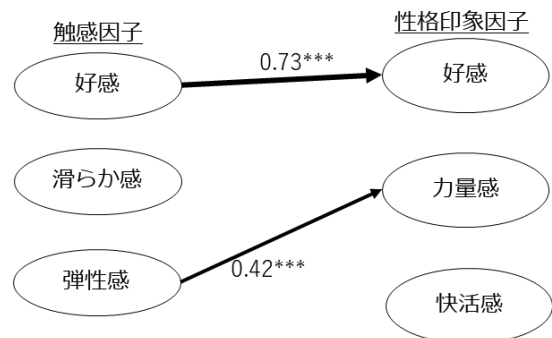 触感因子
性格印象因子
好感
0.73***
好感
滑らか感
力量感
弾性感
0.42***
快活感